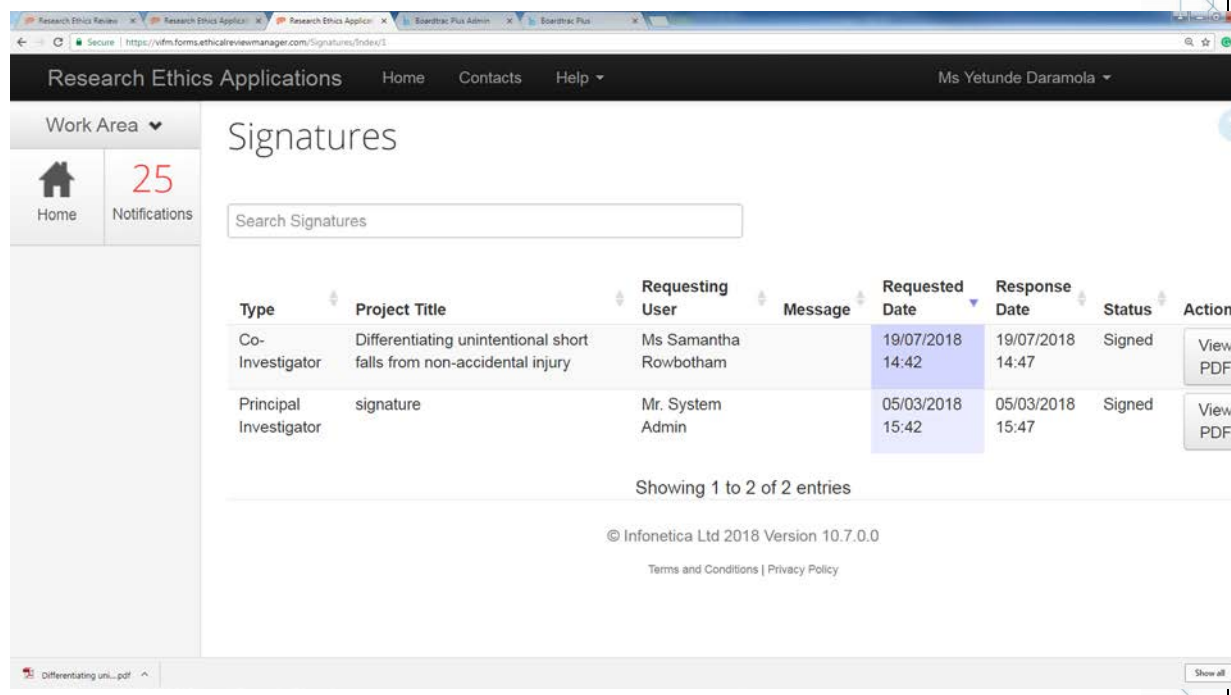 Research Ethics Review
Research Ethics Applicat
Research Ethics Applicat
Boardtrac Plus Admin
Boardtrac Plus
Secure | https://vifm.forms.ethicalreviewmanager.com/Signatures/Index/1
Research Ethics Applications Home Contacts Help Ms Yetunde Daramola
Work Area
Home
25
Notifications
Signatures
Search Signatures
Type Project Title Requesting User Message Requested Date Response Date Status Action
Co-Investigator Differentiating unintentional short falls from non-accidental injury Ms Samantha Rowbotham 19/07/2018 14:42 19/07/2018 14:47 Signed View PDF
Principal Investigator signature Mr. System Admin 05/03/2018 15:42 05/03/2018 15:47 Signed View PDF
Showing 1 to 2 of 2 entries
© Infonetica Ltd 2018 Version 10.7.0.0
Terms and Conditions | Privacy Policy
Differentiating uni....pdf
Show all